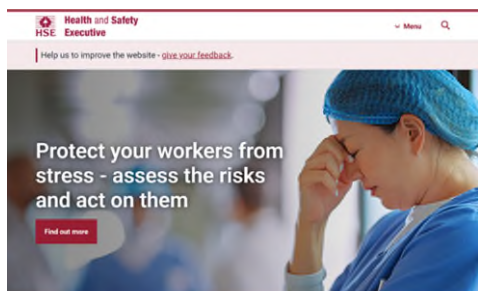 HSE
Health and Safety
Executive
Menu
Help us to improve the website - give your feedback.
Protect your workers from
stress - assess the risks
and act on them
Find out more